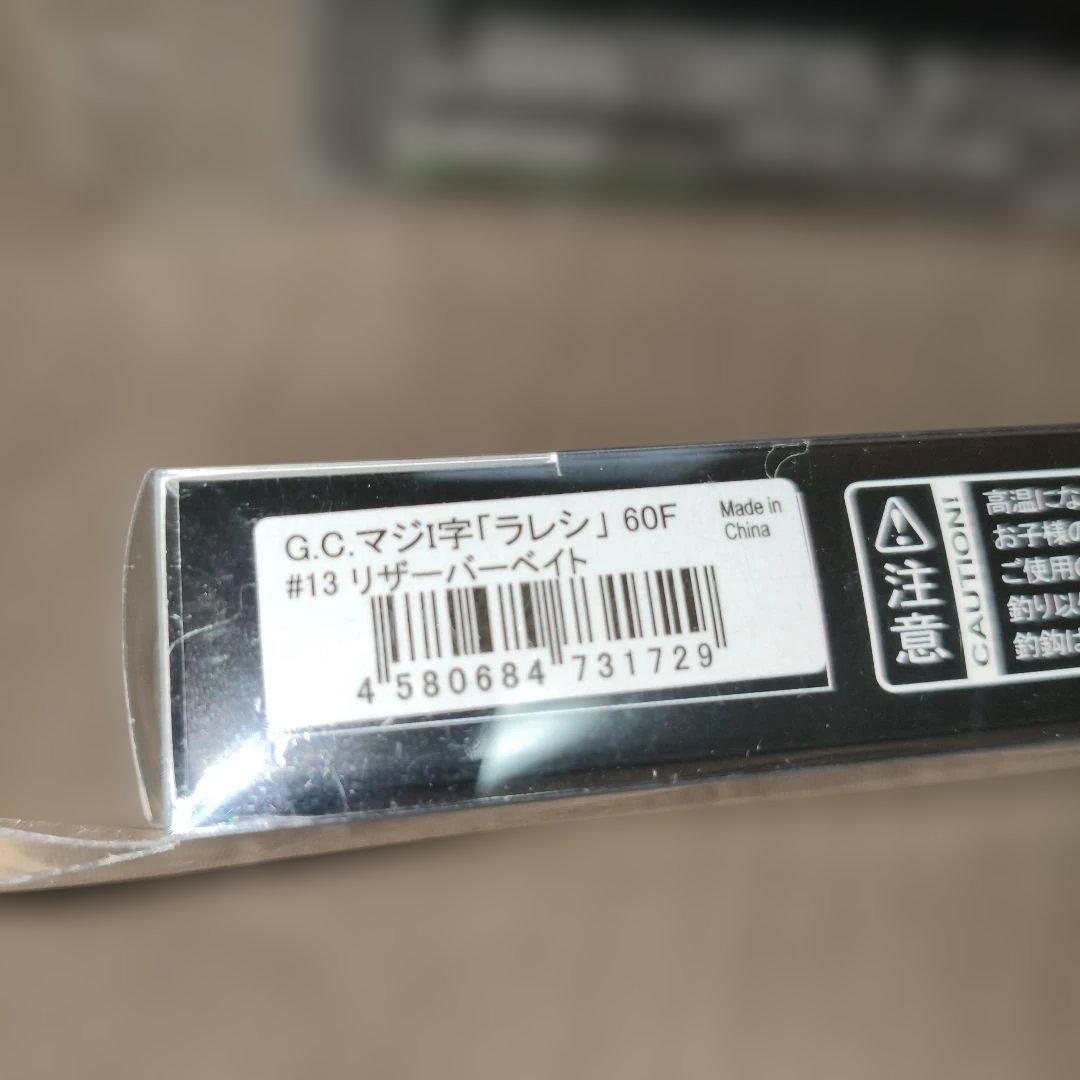 G.C.マジI字「ラレシ」 60F
Made in
China
#13 リザーバーベイト
4 580684 731729
注意
CAUTION!
高温にな
お子様の
ご使用の
釣り以
釣鈎は